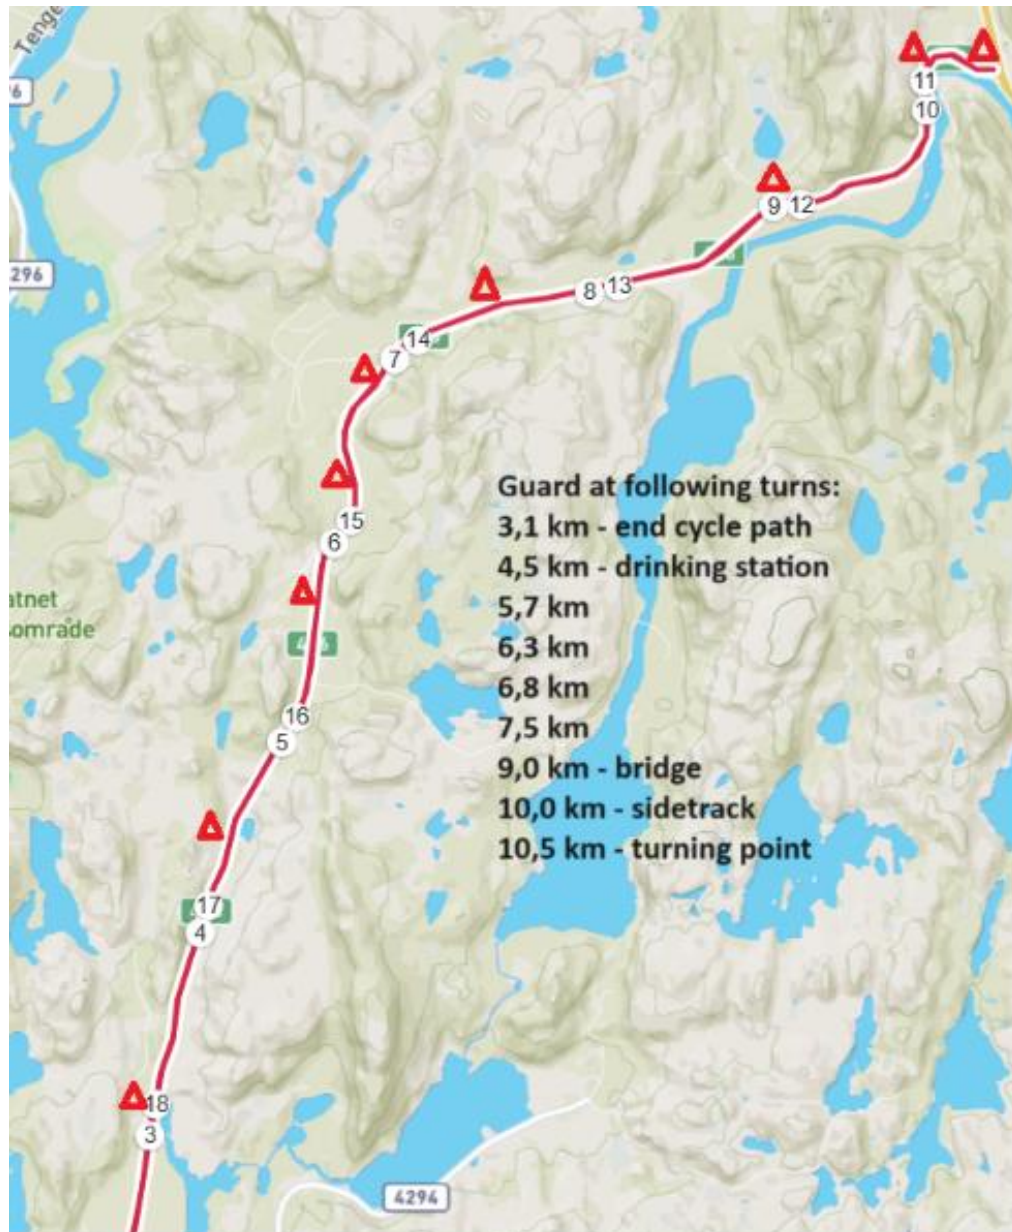 Tenge
11
10
296
9
12
8
13
14
7
Guard at following turns:
15
3,1 km - end cycle path
6
4,5 km - drinking station
atnet
5,7 km
område
6,3 km
6,8 km
16
7,5 km
5
9,0 km - bridge
10,0 km - sidetrack
10,5 km - turning point
17
4
18
3
4294